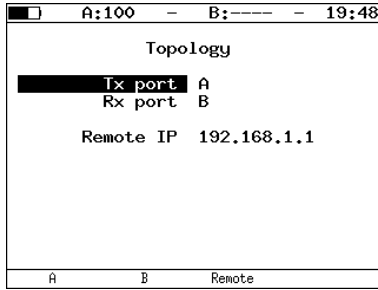 A:100 – B:---- – 19:48
Topology
Tx port A
Rx port B
Remote IP 192.168.1.1
A B Remote